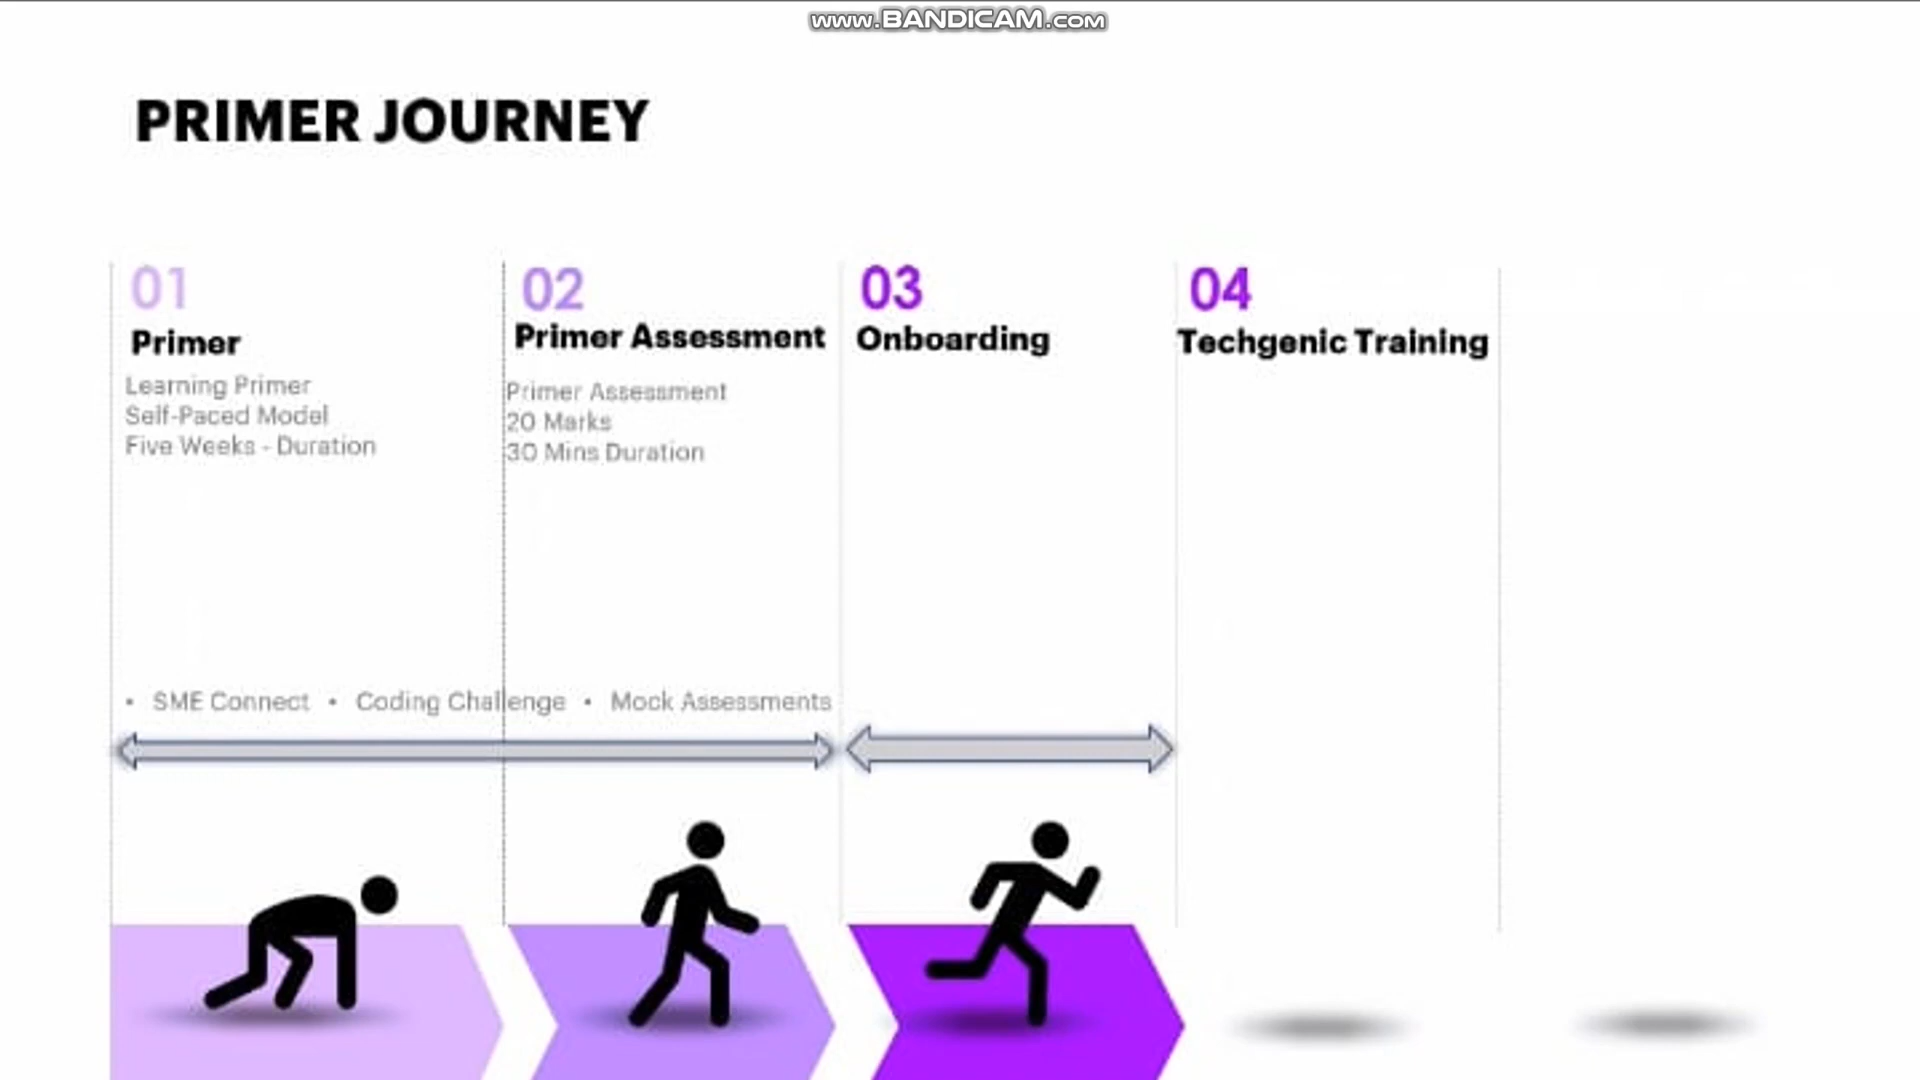 www.BANDICAM.com
PRIMER JOURNEY
01
Primer
Learning Primer
Self-Paced Model
Five Weeks - Duration
02
Primer Assessment
Primer Assessment
20 Marks
30 Mins Duration
03
Onboarding
04
Techgenic Training
• SME Connect • Coding Challenge • Mock Assessments